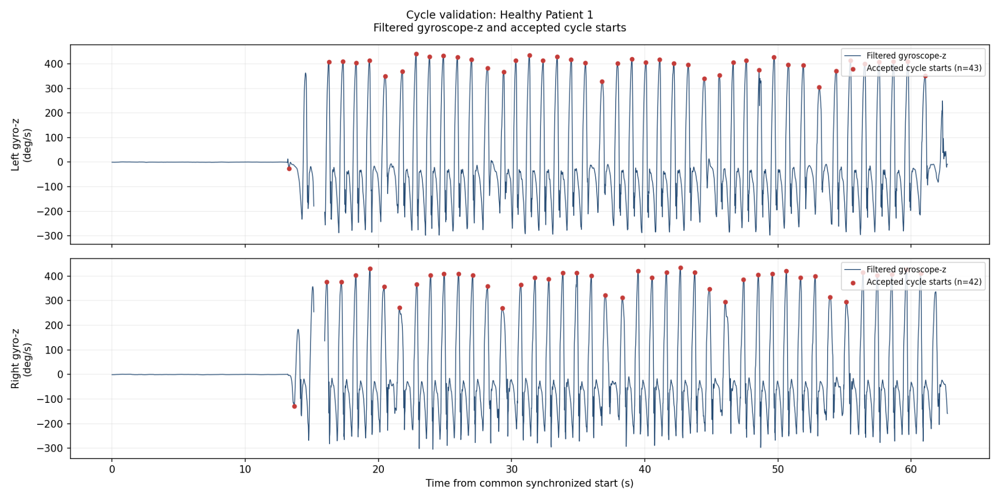 Cycle validation: Healthy Patient 1
Filtered gyroscope-z and accepted cycle starts
Left gyro-z
(deg/s)
400
300
200
100
0
−100
−200
−300
Filtered gyroscope-z
Accepted cycle starts (n=43)
Right gyro-z
(deg/s)
400
300
200
100
0
−100
−200
−300
Filtered gyroscope-z
Accepted cycle starts (n=42)
0 10 20 30 40 50 60
Time from common synchronized start (s)